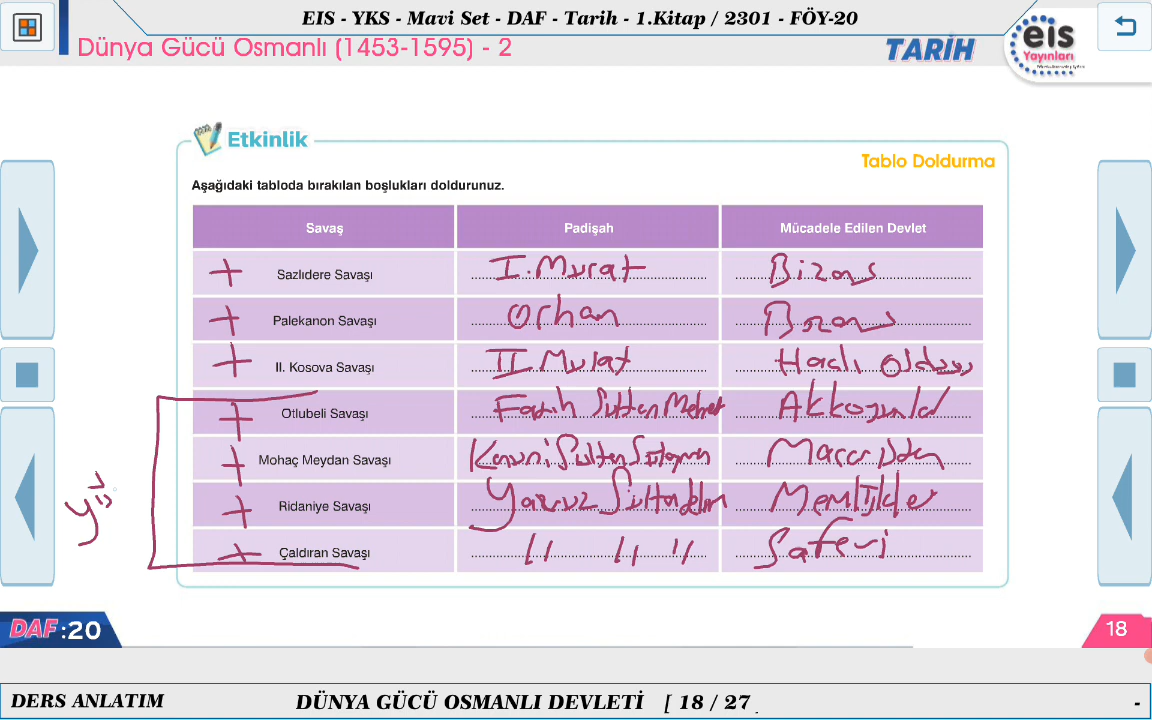 EIS - YKS - Mavi Set - DAF - Tarih - 1.Kitap / 2301 - FÖY-20
Dünya Gücü Osmanlı (1453-1595) - 2
TARİH
eis
Yayınları
Etkinlik
Tablo Doldurma
Aşağıdaki tabloda bırakılan boşlukları doldurunuz.
Savaş Padişah Mücadele Edilen Devlet
+ Sazlıdere Savaşı I. Murat Bizans
+ Palekanon Savaşı Orhan Bizans
+ II. Kosova Savaşı II. Murat Haçlı Ordusu
+ Otlubeli Savaşı Fatih Sultan Mehmet Akkoyunlu
+ Mohaç Meydan Savaşı Kanuni Sultan Süleyman Macaristan
+ Ridaniye Savaşı Yavuz Sultan Selim Memlükler
+ Çaldıran Savaşı " " " Safevi
DAF:20
18
DERS ANLATIM DÜNYA GÜCÜ OSMANLI DEVLETİ [ 18 / 27 -